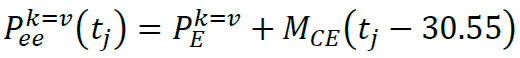 $P_{ee}^{k=v}(t_j) = P_E^{k=v} + M_{CE}(t_j - 30.55)$